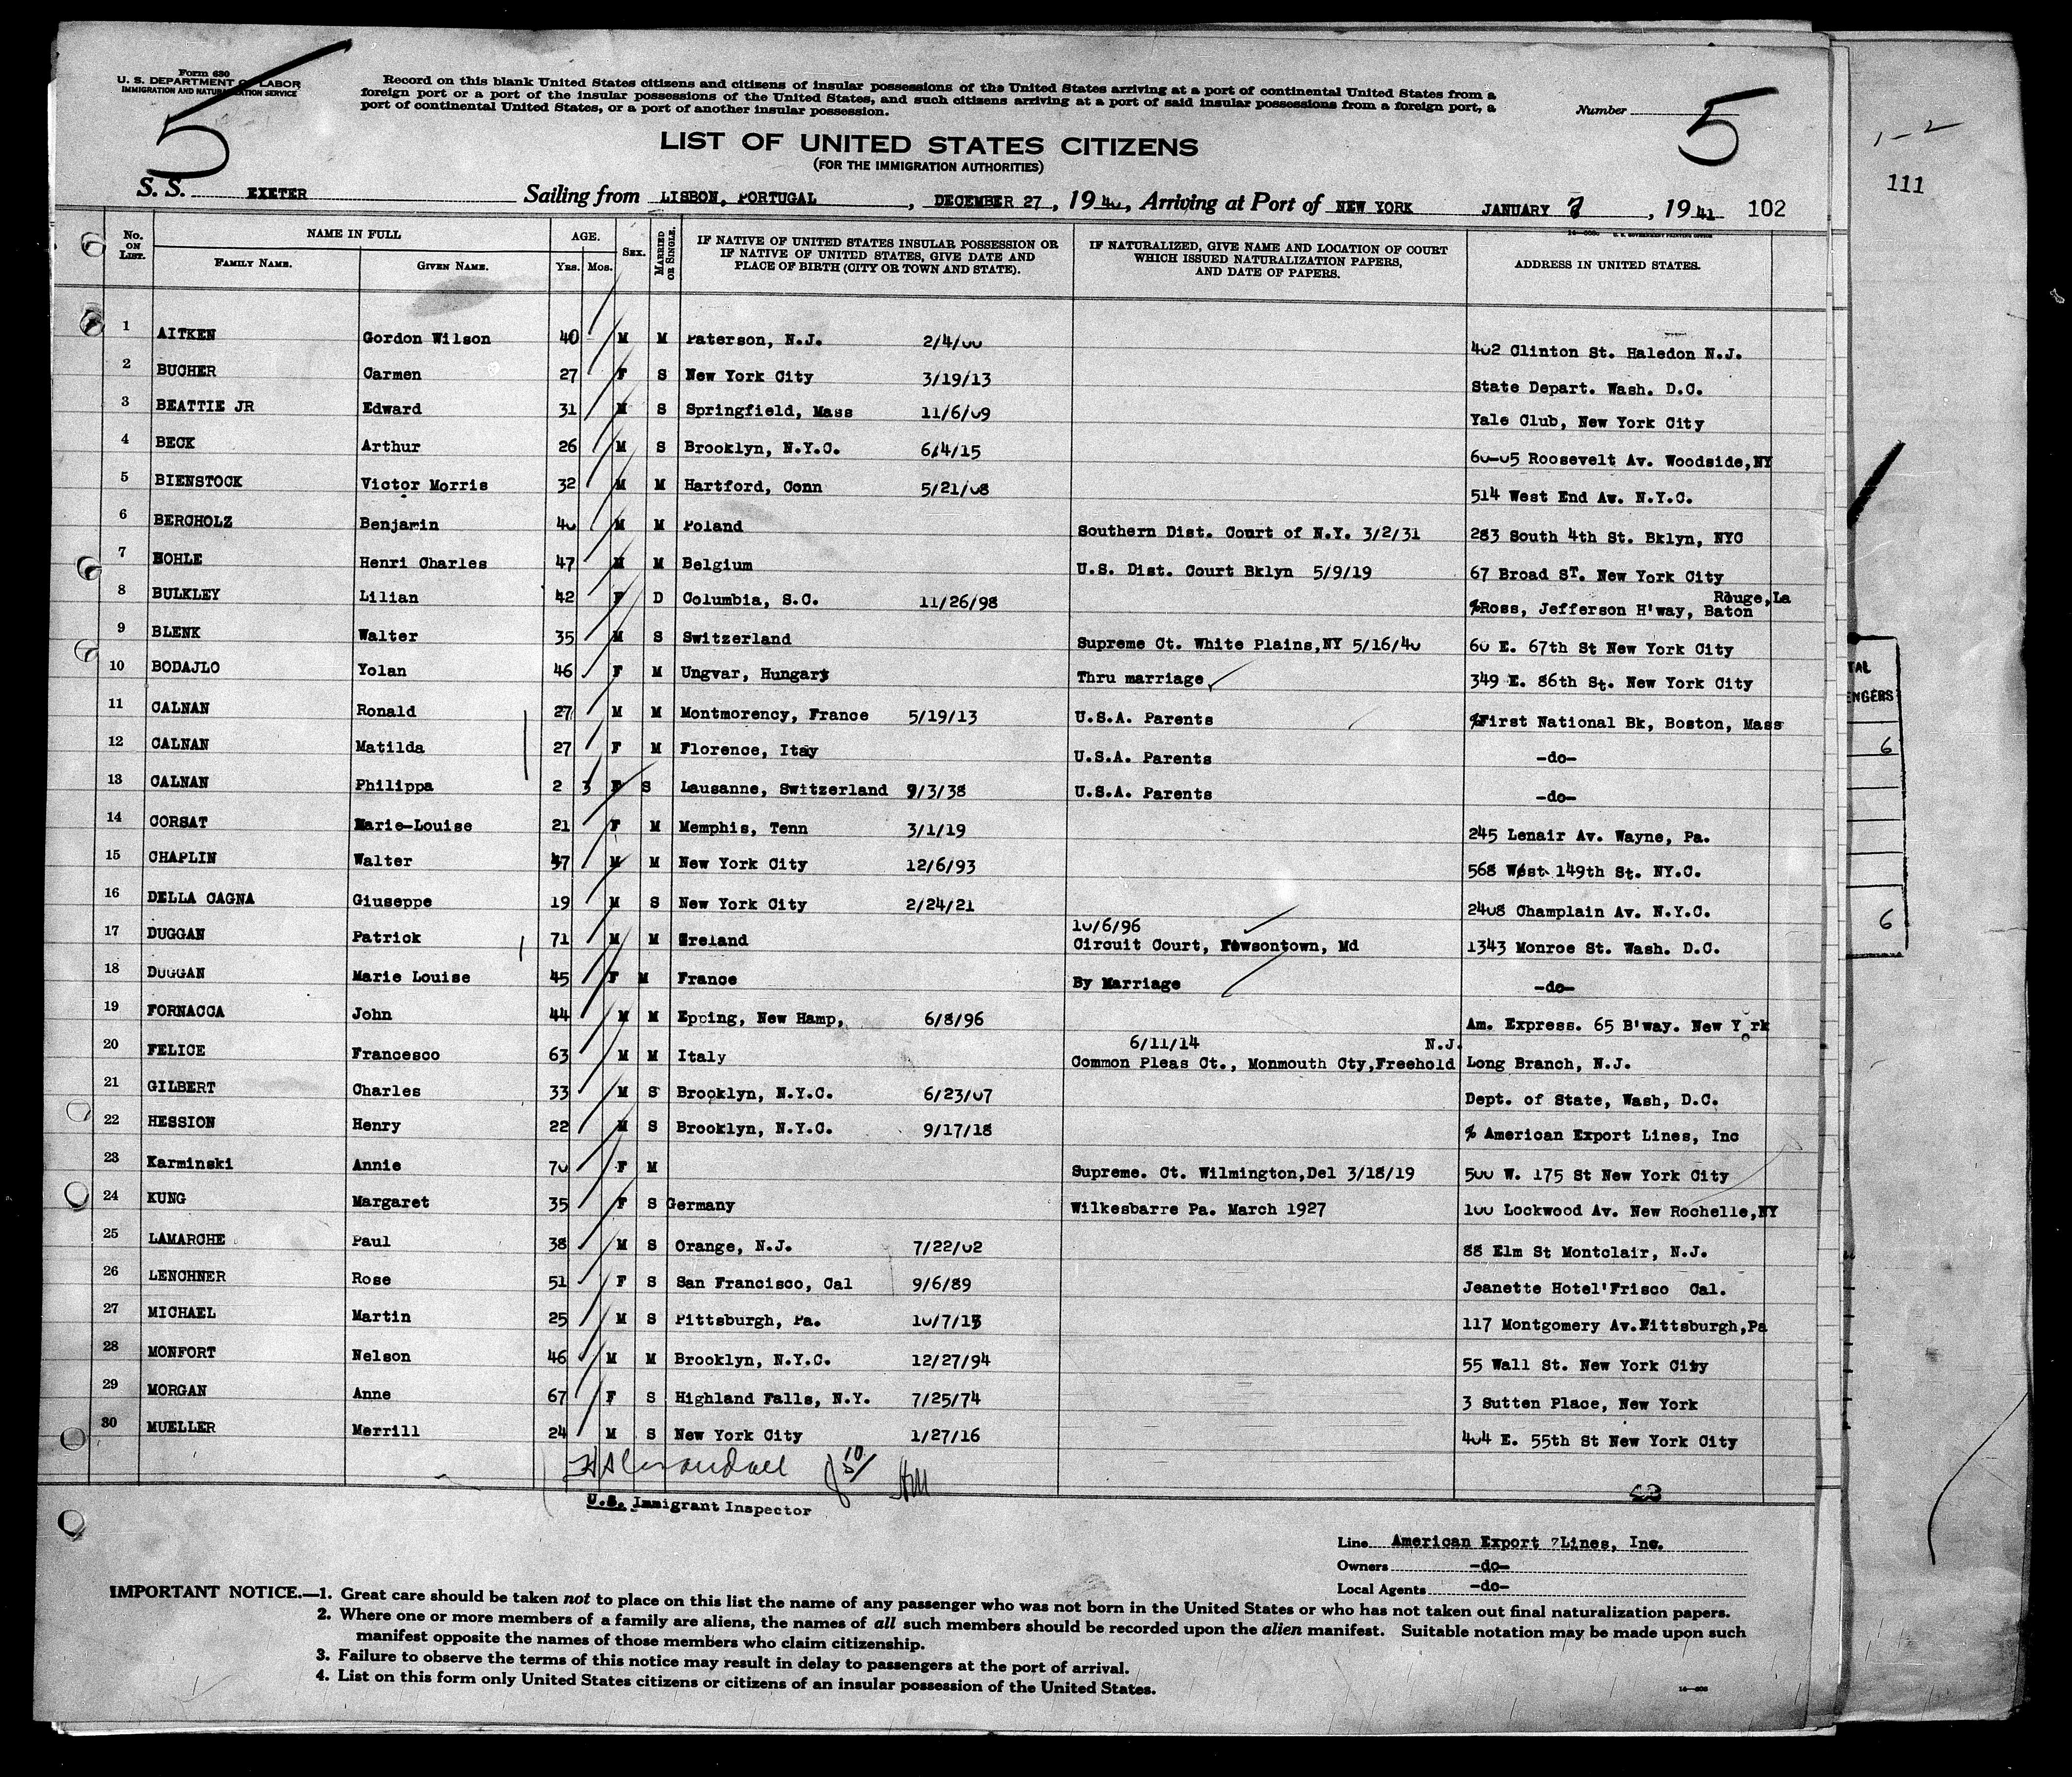 Form 630
U. S. DEPARTMENT OF LABOR
IMMIGRATION AND NATURALIZATION SERVICE
5
Record on this blank United States citizens and citizens of insular possessions of the United States arriving at a port of continental United States from a
foreign port or a port of the insular possessions of the United States, and such citizens arriving at a port of said insular possessions from a foreign port, a
port of continental United States, or a port of another insular possession.
Number 5
1-2
111
LIST OF UNITED STATES CITIZENS
(FOR THE IMMIGRATION AUTHORITIES)
S. S. EXETER Sailing from LISBON, PORTUGAL, DECEMBER 27, 1940, Arriving at Port of NEW YORK JANUARY 7, 1941 102
No. ON LIST. NAME IN FULL FAMILY NAME. GIVEN NAME. AGE. YRS. MOS. SEX. MARRIED OR SINGLE. IF NATIVE OF UNITED STATES INSULAR POSSESSION OR IF NATIVE OF UNITED STATES, GIVE DATE AND PLACE OF BIRTH (CITY OR TOWN AND STATE). IF NATURALIZED, GIVE NAME AND LOCATION OF COURT WHICH ISSUED NATURALIZATION PAPERS, AND DATE OF PAPERS. ADDRESS IN UNITED STATES.
1 AITKEN Gordon Wilson 40 M M Paterson, N.J. 2/4/00 402 Clinton St. Haledon N.J.
2 BUCHER Carmen 27 F S New York City 3/19/13 State Depart. Wash. D.C.
3 BEATTIE JR Edward 31 M S Springfield, Mass 11/6/09 Yale Club, New York City
4 BECK Arthur 26 M S Brooklyn, N.Y.C. 6/4/15 60-05 Roosevelt Av. Woodside,NY
5 BIENSTOCK Victor Morris 32 M M Hartford, Conn 5/21/08 514 West End Av. N.Y.C.
6 BERCHOLZ Benjamin 40 M M Poland Southern Dist. Court of N.Y. 3/2/31 283 South 4th St. Bklyn, NYC
7 BOHLE Henri Charles 47 M M Belgium U.S. Dist. Court Bklyn 5/9/19 67 Broad ST. New York City
8 BULKLEY Lilian 42 F D Columbia, S.C. 11/26/98 %Ross, Jefferson H'way, Baton Rouge,La
9 BLENK Walter 35 M S Switzerland Supreme Ct. White Plains,NY 5/16/40 60 E. 67th St New York City
10 BODAJLO Yolan 46 F M Ungvar, Hungary Thru marriage 349 E. 86th St. New York City
11 CALNAN Ronald 27 M M Montmorency, France 5/19/13 U.S.A. Parents %First National Bk, Boston, Mass
12 CALNAN Matilda 27 F M Florence, Itay U.S.A. Parents -do-
13 CALNAN Philippa 2 3 F S Lausanne, Switzerland 9/3/38 U.S.A. Parents -do-
14 CORSAT Marie-Louise 21 F M Memphis, Tenn 3/1/19 245 Lenair Av. Wayne, Pa.
15 CHAPLIN Walter 47 M M New York City 12/6/93 568 West 149th St. NY.C.
16 DELLA CAGNA Giuseppe 19 M S New York City 2/24/21 2408 Champlain Av. N.Y.C.
17 DUGGAN Patrick 71 M M Ireland 10/6/96 Circuit Court, Towsontown, Md 1343 Monroe St. Wash. D.C.
18 DUGGAN Marie Louise 45 F M France By Marriage -do-
19 FORNACCA John 44 M M Epping, New Hamp, 6/8/96 Am. Express. 65 B'way. New York
20 FELICE Francesco 63 M M Italy 6/11/14 Common Pleas Ct., Monmouth Cty,Freehold N.J. Long Branch, N.J.
21 GILBERT Charles 33 M S Brooklyn, N.Y.C. 6/23/07 Dept. of State, Wash, D.C.
22 HESSION Henry 22 M S Brooklyn, N.Y.C. 9/17/18 % American Export Lines, Inc
23 Karminski Annie 70 F M Supreme. Ct. Wilmington,Del 3/18/19 500 W. 175 St New York City
24 KUNG Margaret 35 F S Germany Wilkesbarre Pa. March 1927 100 Lockwood Av. New Rochelle,NY
25 LAMARCHE Paul 38 M S Orange, N.J. 7/22/02 88 Elm St Montclair, N.J.
26 LENCHNER Rose 51 F S San Francisco, Cal 9/6/89 Jeanette Hotel'Frisco Cal.
27 MICHAEL Martin 25 M S Pittsburgh, Pa. 10/7/15 117 Montgomery Av.Pittsburgh,Pa
28 MONFORT Nelson 46 M M Brooklyn, N.Y.C. 12/27/94 55 Wall St. New York City
29 MORGAN Anne 67 F S Highland Falls, N.Y. 7/25/74 3 Sutten Place, New York
30 MUELLER Merrill 24 M S New York City 1/27/16 404 E. 55th St New York City
TAL
ENGERS
6
6
U.S. Immigrant Inspector
Line American Export Lines, Inc.
Owners -do-
Local Agents -do-
IMPORTANT NOTICE.—1. Great care should be taken not to place on this list the name of any passenger who was not born in the United States or who has not taken out final naturalization papers.
2. Where one or more members of a family are aliens, the names of all such members should be recorded upon the alien manifest. Suitable notation may be made upon such
manifest opposite the names of those members who claim citizenship.
3. Failure to observe the terms of this notice may result in delay to passengers at the port of arrival.
4. List on this form only United States citizens or citizens of an insular possession of the United States.